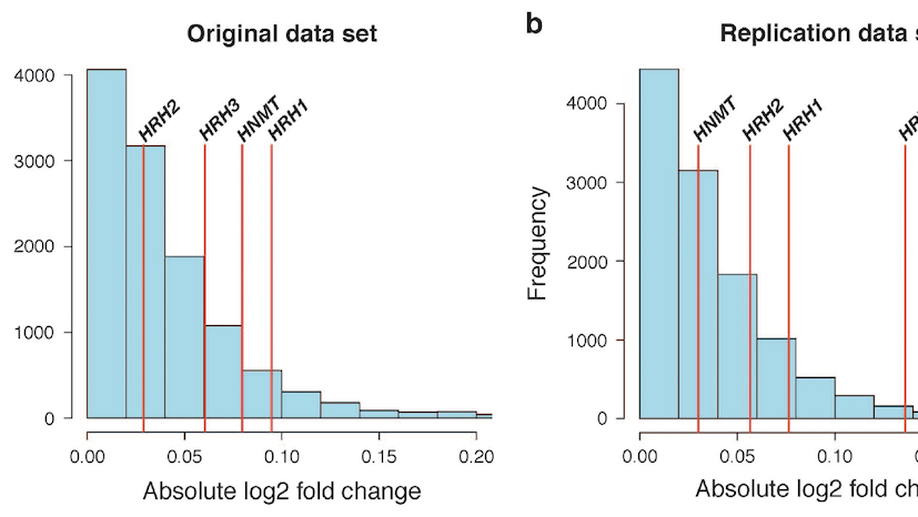 Original data set
4000
3000
2000
1000
0
HRH2
HRH3
HNMT
HRH1
0.00 0.05 0.10 0.15 0.20
Absolute log2 fold change
b
Replication data
Frequency
4000
3000
2000
1000
0
HNMT
HRH2
HRH1
0.00 0.05 0.10
Absolute log2 fold